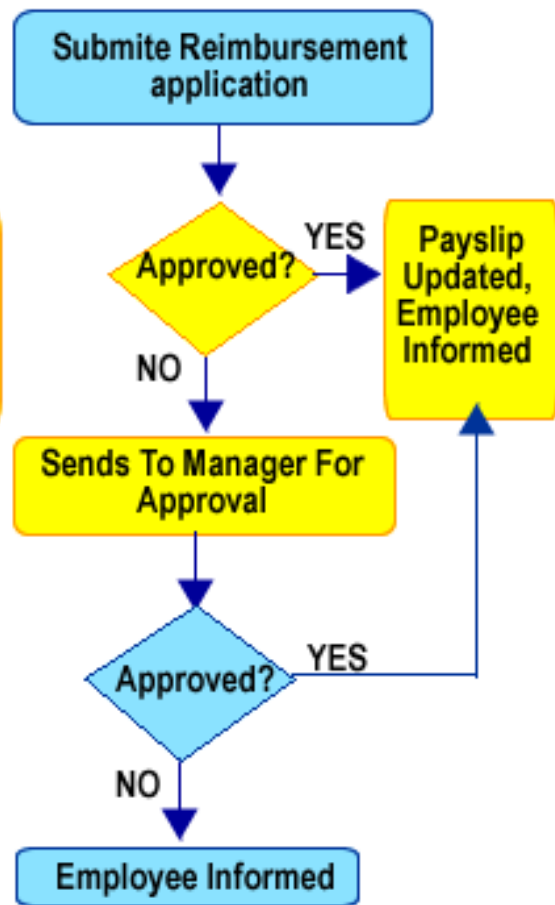 Submite Reimbursement
application
Approved?
YES
Payslip
Updated,
Employee
Informed
NO
Sends To Manager For
Approval
Approved?
YES
NO
Employee Informed